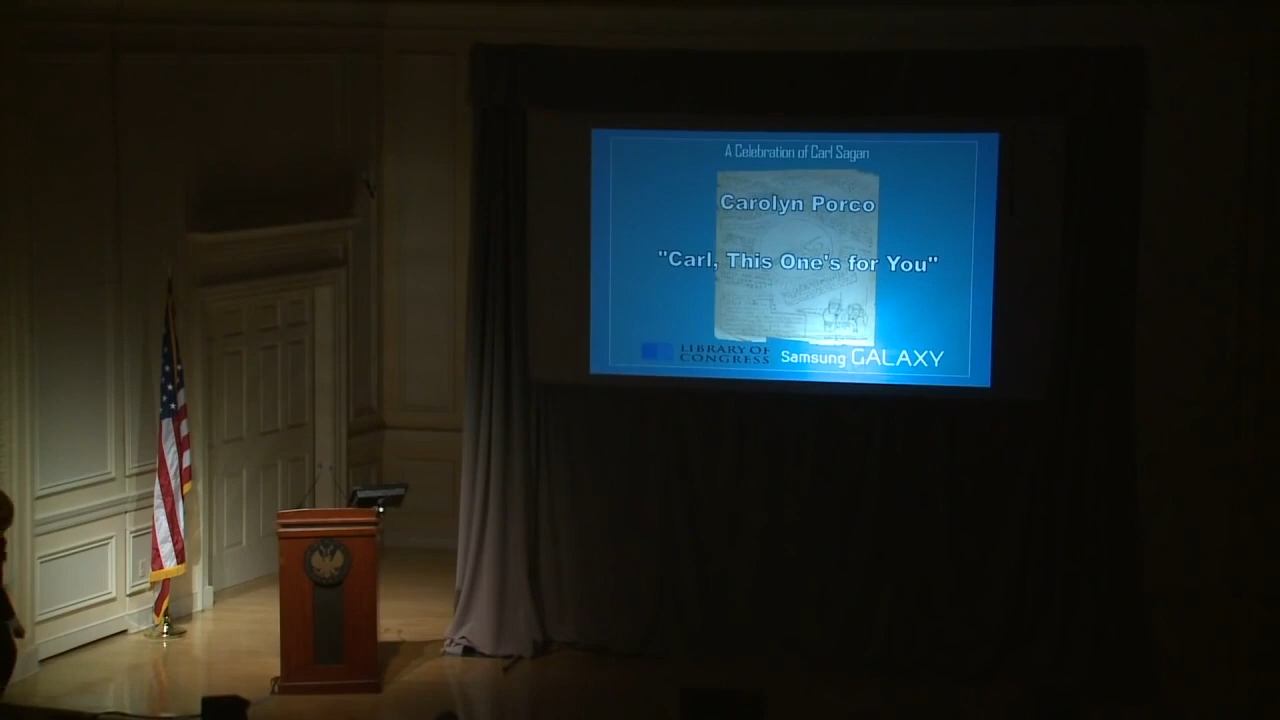 A Celebration of Carl Sagan
Carolyn Porco
"Carl, This One's for You"
LIBRARY OF
CONGRESS
Samsung GALAXY